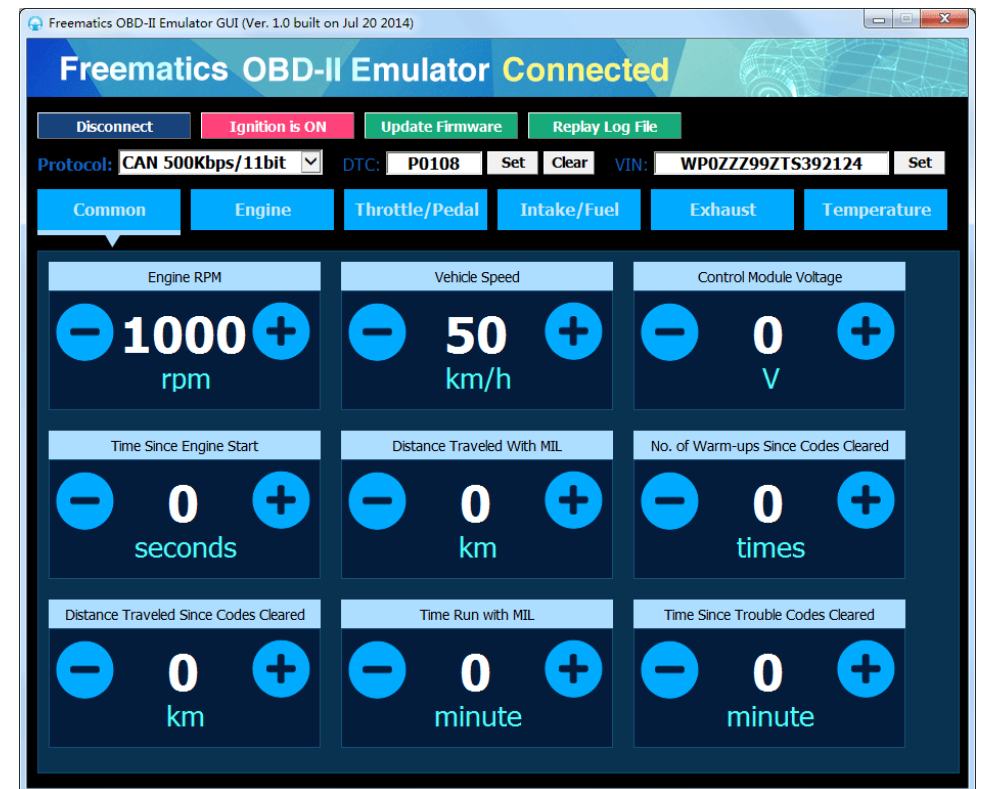 Freematics OBD-II Emulator GUI (Ver. 1.0 built on Jul 20 2014)
Freematics OBD-II Emulator Connected
Disconnect Ignition is ON Update Firmware Replay Log File
Protocol: CAN 500Kbps/11bit DTC: P0108 Set Clear VIN: WP0ZZZ99ZTS392124 Set
Common Engine Throttle/Pedal Intake/Fuel Exhaust Temperature
Engine RPM Vehicle Speed Control Module Voltage
1000 50 0
rpm km/h V
Time Since Engine Start Distance Traveled With MIL No. of Warm-ups Since Codes Cleared
0 0 0
seconds km times
Distance Traveled Since Codes Cleared Time Run with MIL Time Since Trouble Codes Cleared
0 0 0
km minute minute